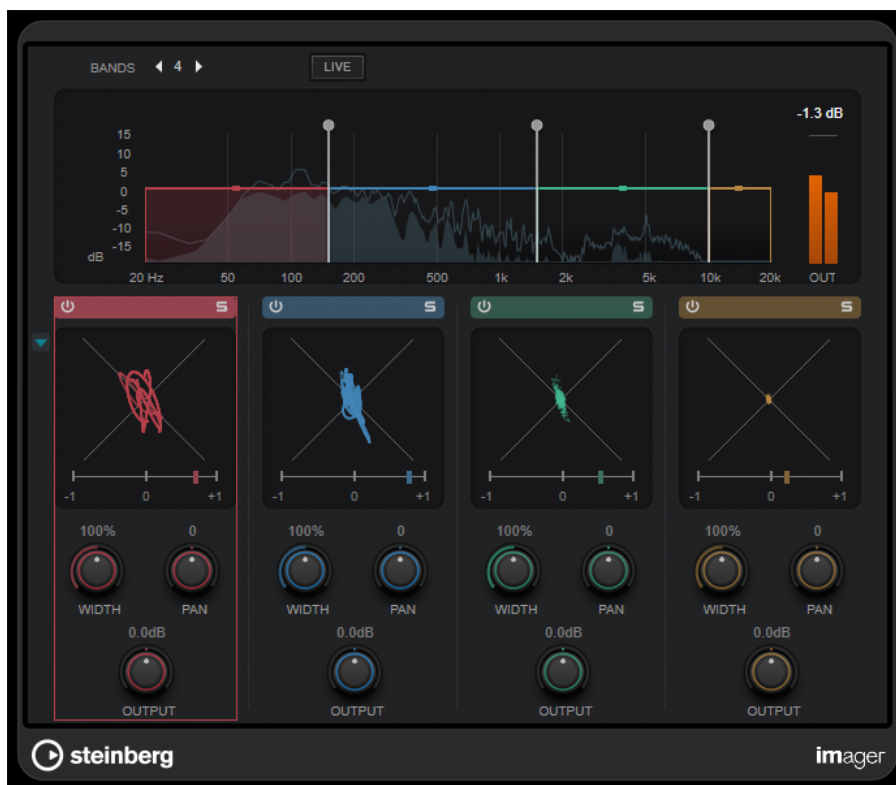 BANDS 4 LIVE
-1.3 dB
15
10
5
0
-5
-10
-15
dB
20 Hz 50 100 200 500 1k 2k 5k 10k 20k OUT
S S S S
-1 0 +1 -1 0 +1 -1 0 +1 -1 0 +1
100% 0 100% 0 100% 0 100% 0
WIDTH PAN WIDTH PAN WIDTH PAN WIDTH PAN
0.0dB 0.0dB 0.0dB 0.0dB
OUTPUT OUTPUT OUTPUT OUTPUT
steinberg imager